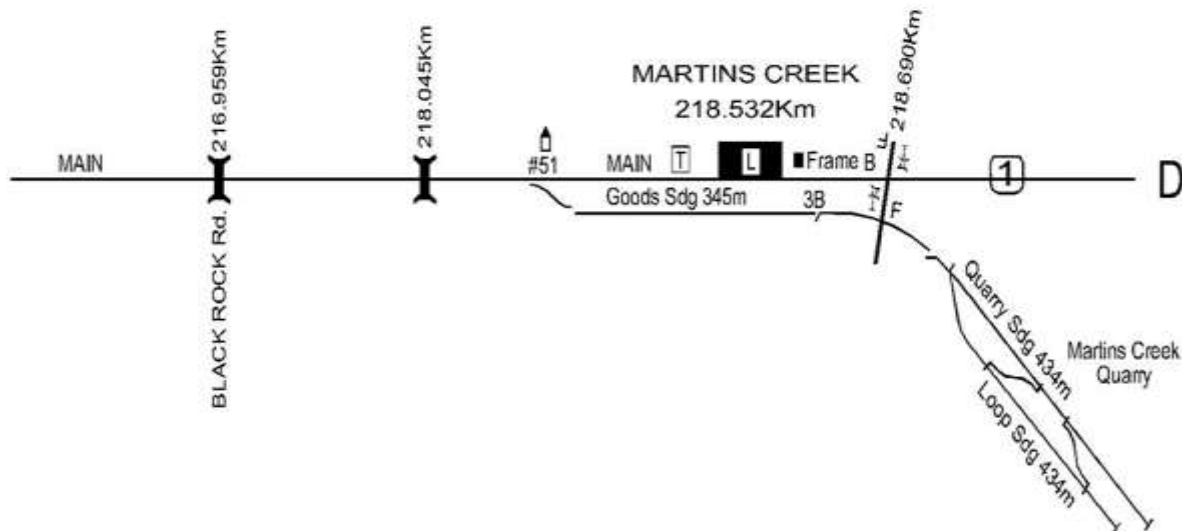 216.959Km
218.045Km
MARTINS CREEK
218.532Km
218.690Km
MAIN
#51
MAIN
T
L
Frame B
F
1
D
BLACK ROCK Rd.
Goods Sdg 345m
3B
F
Quarry Sdg 434m
Martins Creek
Quarry
Loop Sdg 434m